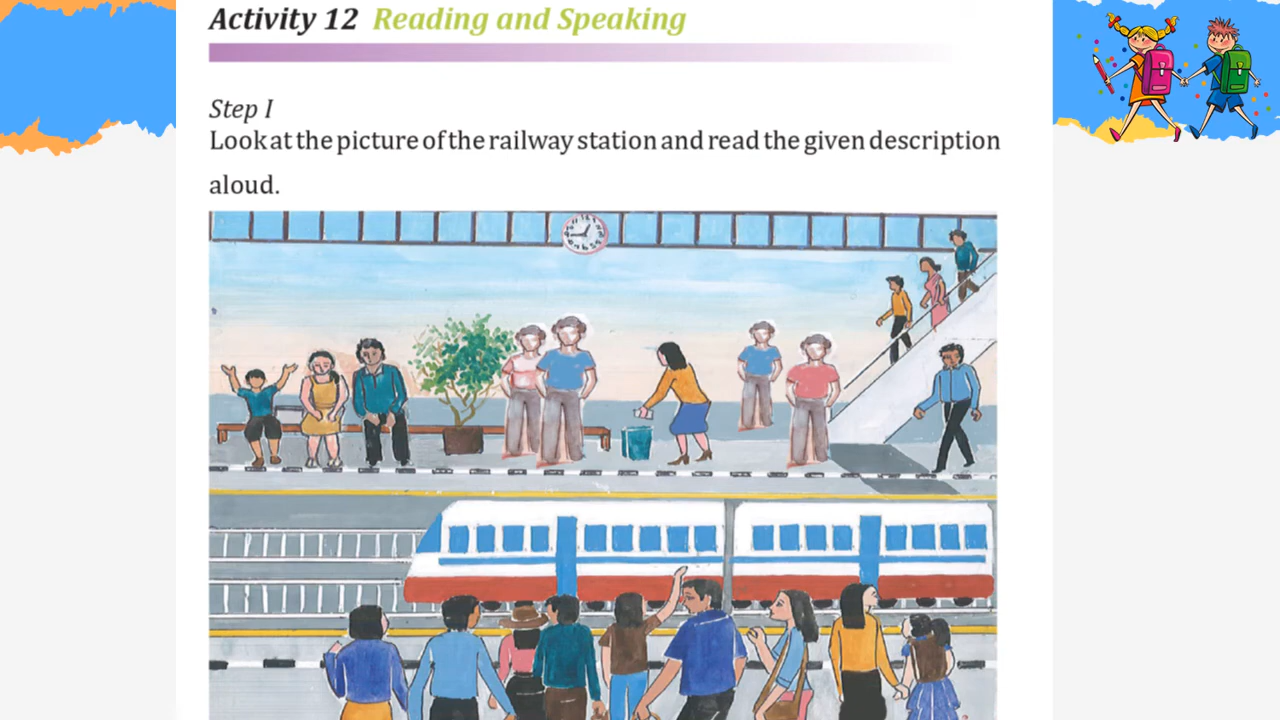 Activity 12 Reading and Speaking
Step I
Look at the picture of the railway station and read the given description
aloud.